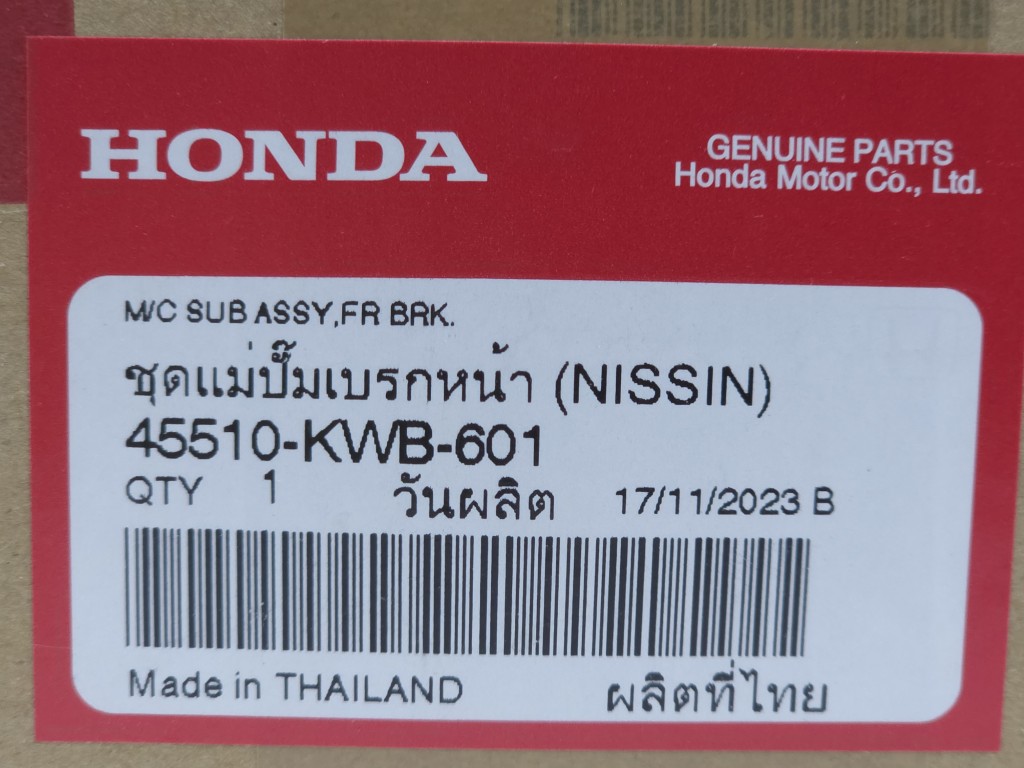 HONDA
GENUINE PARTS
Honda Motor Co., Ltd.
M/C SUB ASSY,FR BRK.
ชุดแม่ปั๊มเบรกหน้า (NISSIN)
45510-KWB-601
QTY 1 วันผลิต 17/11/2023 B
Made in THAILAND ผลิตที่ไทย